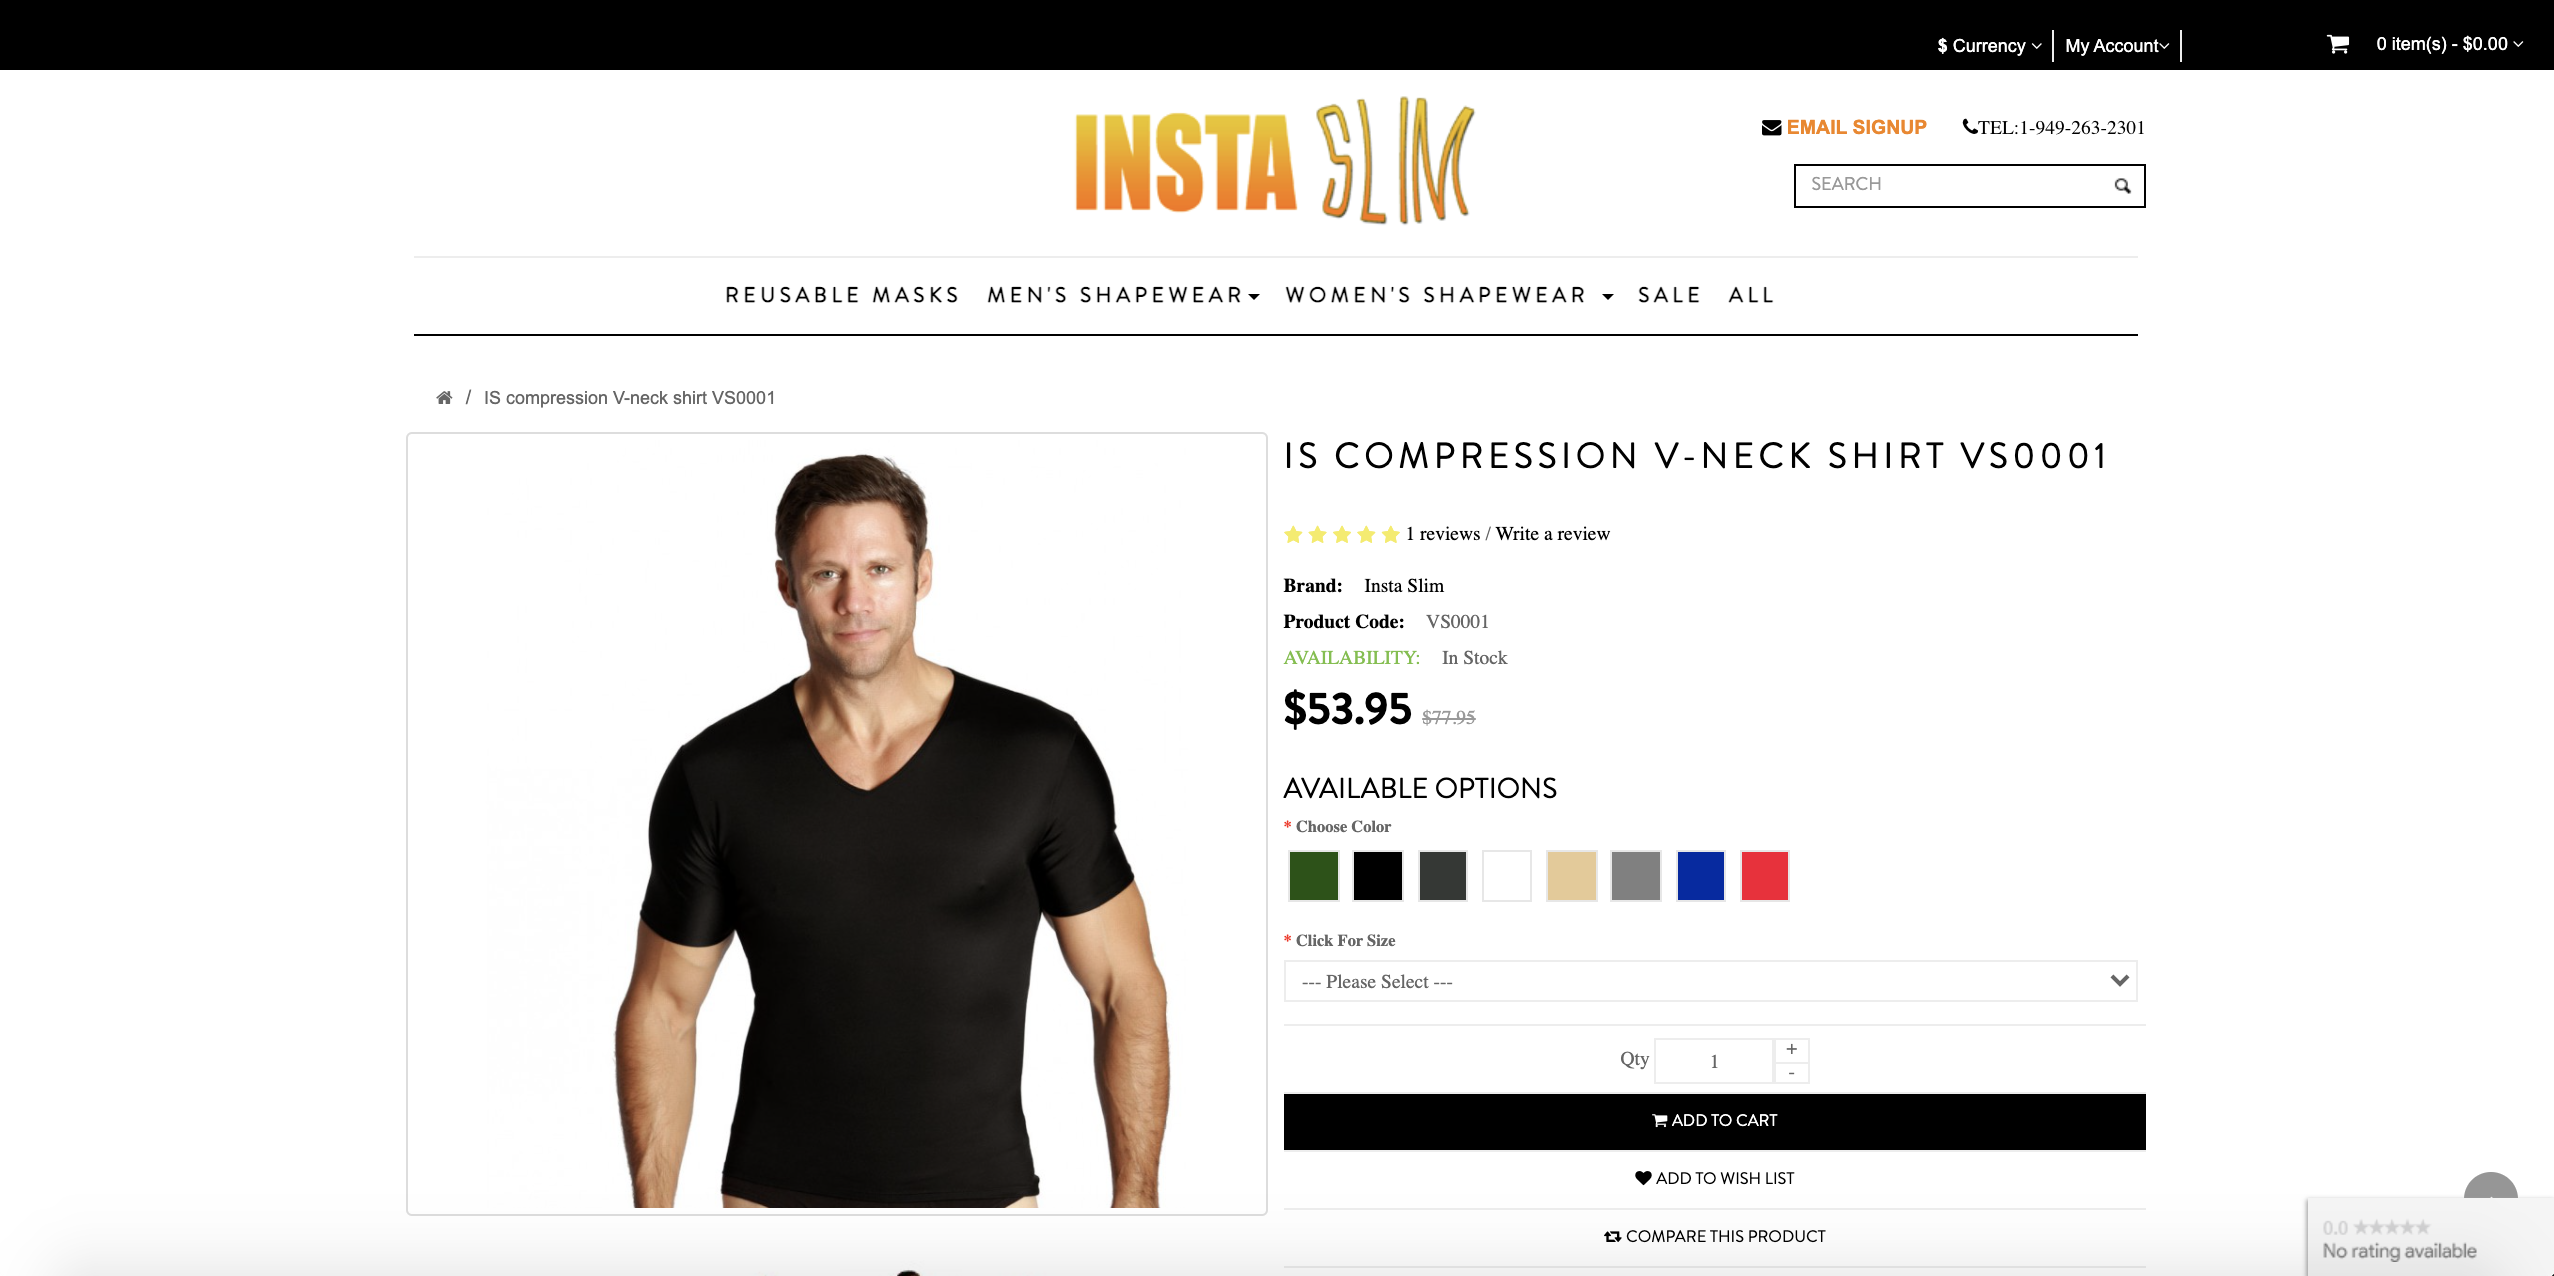 $ Currency
My Account
0 item(s) - $0.00
INSTA SLIM
EMAIL SIGNUP
TEL:1-949-263-2301
SEARCH
REUSABLE MASKS
MEN'S SHAPEWEAR
WOMEN'S SHAPEWEAR
SALE
ALL
/ IS compression V-neck shirt VS0001
IS COMPRESSION V-NECK SHIRT VS0001
1 reviews / Write a review
Brand: Insta Slim
Product Code: VS0001
AVAILABILITY: In Stock
$53.95 $77.95
AVAILABLE OPTIONS
* Choose Color
* Click For Size
--- Please Select ---
Qty 1 + -
ADD TO CART
ADD TO WISH LIST
COMPARE THIS PRODUCT
0.0 ★★★★★
No rating available